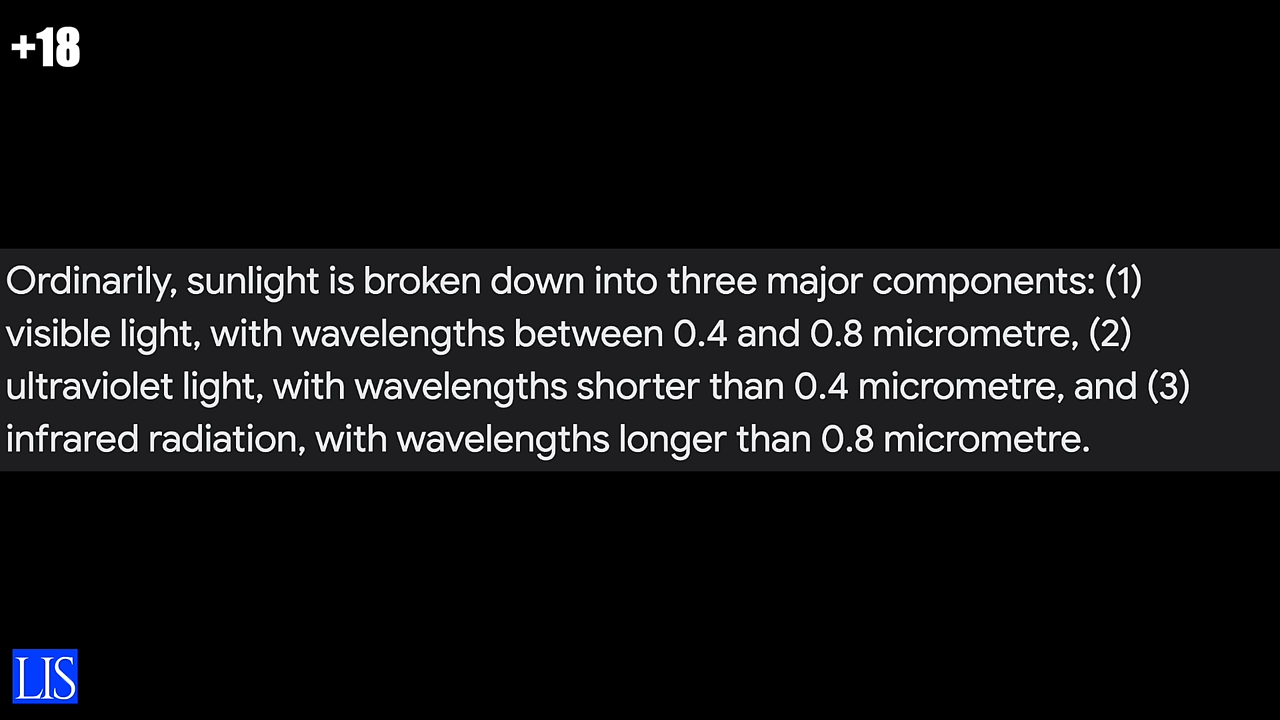 +18
Ordinarily, sunlight is broken down into three major components: (1)
visible light, with wavelengths between 0.4 and 0.8 micrometre, (2)
ultraviolet light, with wavelengths shorter than 0.4 micrometre, and (3)
infrared radiation, with wavelengths longer than 0.8 micrometre.
LIS